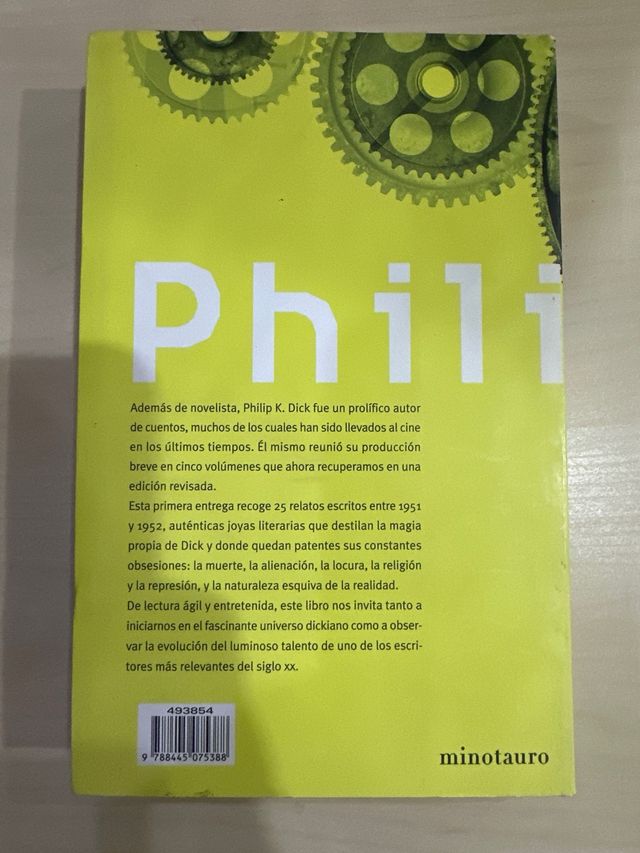 Phili
Además de novelista, Philip K. Dick fue un prolífico autor
de cuentos, muchos de los cuales han sido llevados al cine
en los últimos tiempos. Él mismo reunió su producción
breve en cinco volúmenes que ahora recuperamos en una
edición revisada.
Esta primera entrega recoge 25 relatos escritos entre 1951
y 1952, auténticas joyas literarias que destilan la magia
propia de Dick y donde quedan patentes sus constantes
obsesiones: la muerte, la alienación, la locura, la religión
y la represión, y la naturaleza esquiva de la realidad.
De lectura ágil y entretenida, este libro nos invita tanto a
iniciarnos en el fascinante universo dickiano como a obser-
var la evolución del luminoso talento de uno de los escri-
tores más relevantes del siglo xx.
493854
9 788445 075388
minotauro